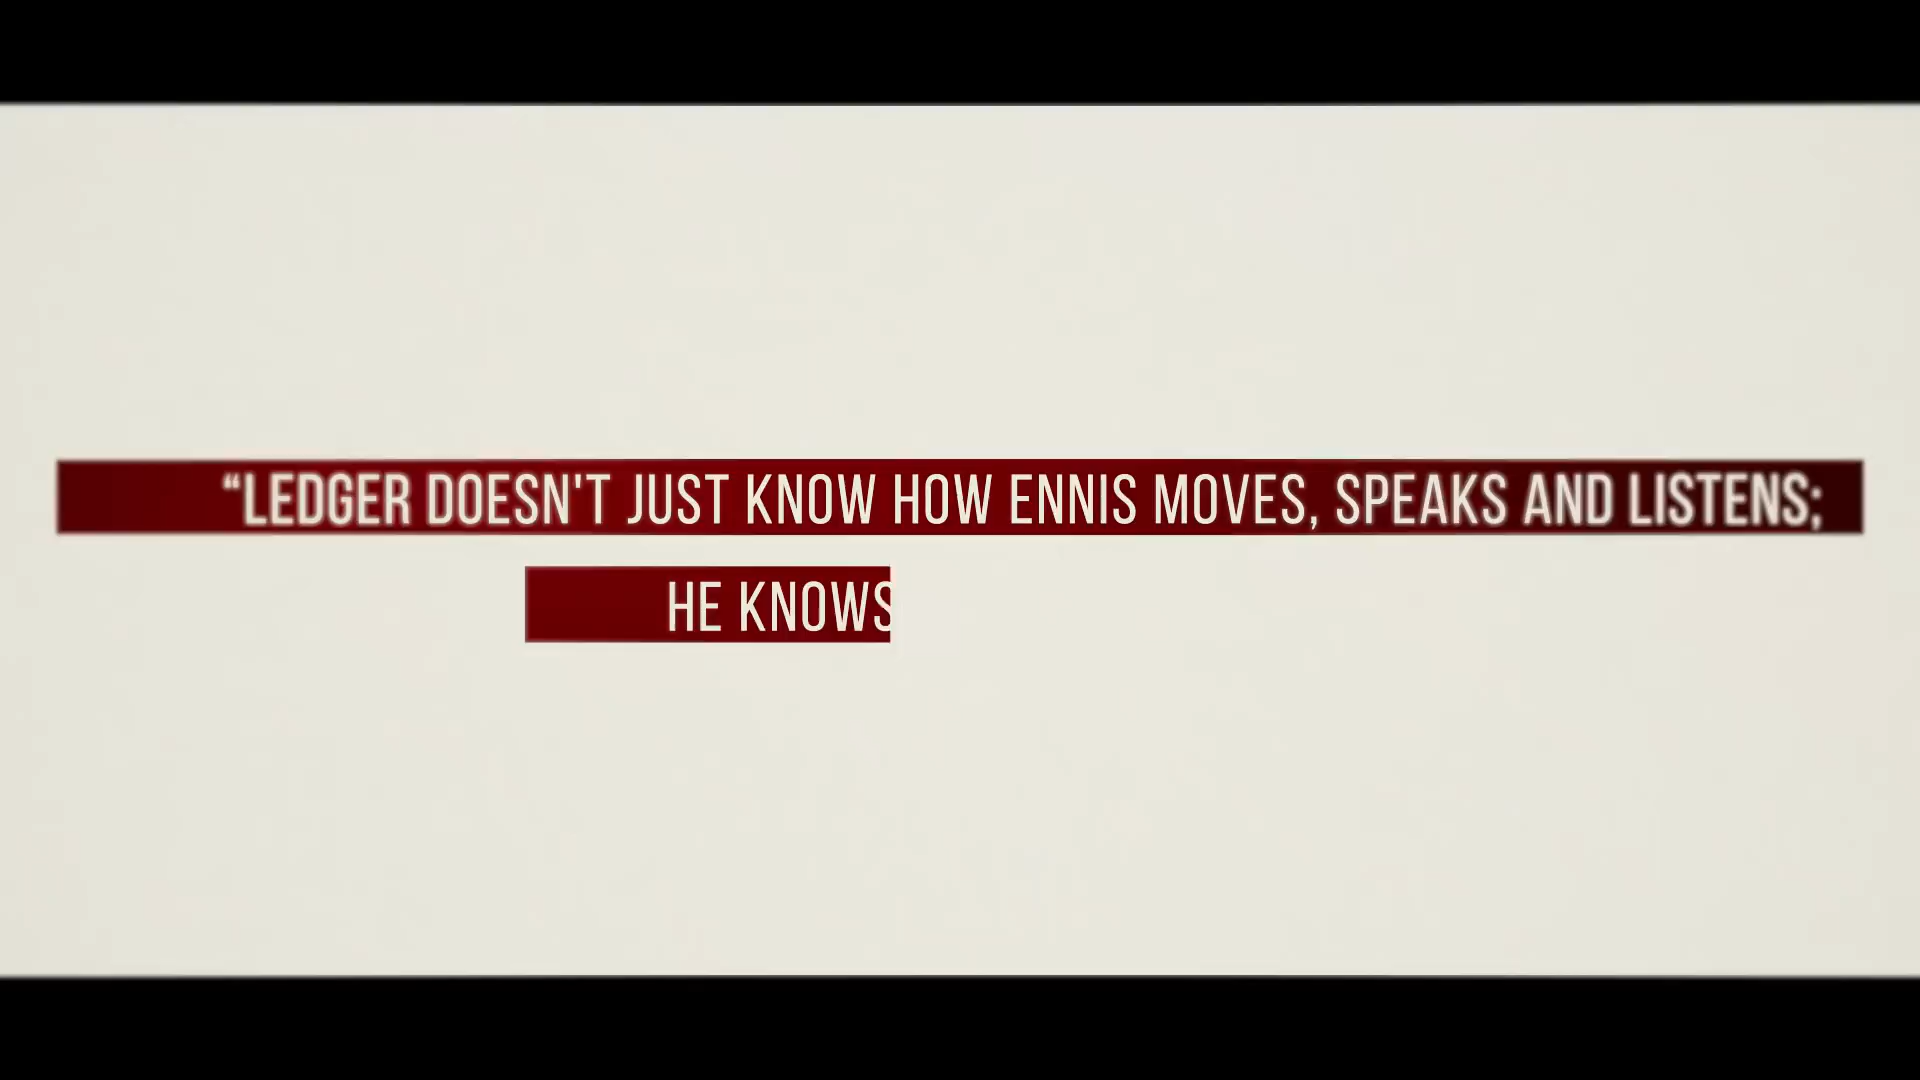 “LEDGER DOESN'T JUST KNOW HOW ENNIS MOVES, SPEAKS AND LISTENS;
HE KNOWS